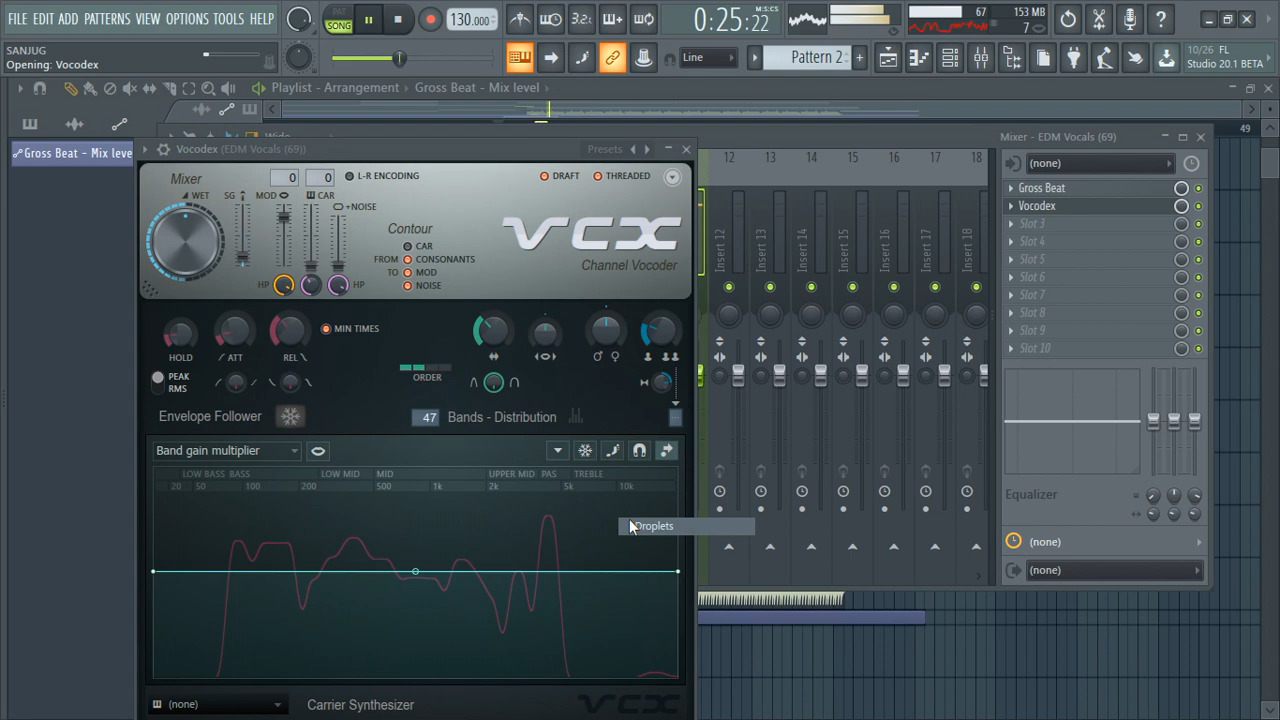 FILE EDIT ADD PATTERNS VIEW OPTIONS TOOLS HELP
PAT
SONG
130.000
3.2
M:S:CS
0:25:22
67
153 MB
7
SANJUG
Opening: Vocodex
Line
Pattern 2
10/26 FL
Studio 20.1 BETA
Playlist - Arrangement
Gross Beat - Mix level
49
Gross Beat - Mix leve
Wide
Vocodex (EDM Vocals (69))
Presets
Mixer
0
0
L-R ENCODING
DRAFT
THREADED
WET
SG
MOD
CAR
+NOISE
Contour
CAR
FROM
CONSONANTS
TO
MOD
NOISE
HP
HP
VCX
Channel Vocoder
MIN TIMES
HOLD
ATT
REL
ORDER
PEAK
RMS
Envelope Follower
47
Bands - Distribution
Band gain multiplier
LOW BASS
BASS
LOW MID
MID
UPPER MID
PAS
TREBLE
20
50
100
200
500
1k
2k
5k
10k
Droplets
(none)
Carrier Synthesizer
VCX
12
13
14
15
16
17
18
Insert 12
Insert 13
Insert 14
Insert 15
Insert 16
Insert 17
Insert 18
Mixer - EDM Vocals (69)
(none)
Gross Beat
Vocodex
Slot 3
Slot 4
Slot 5
Slot 6
Slot 7
Slot 8
Slot 9
Slot 10
Equalizer
(none)
(none)